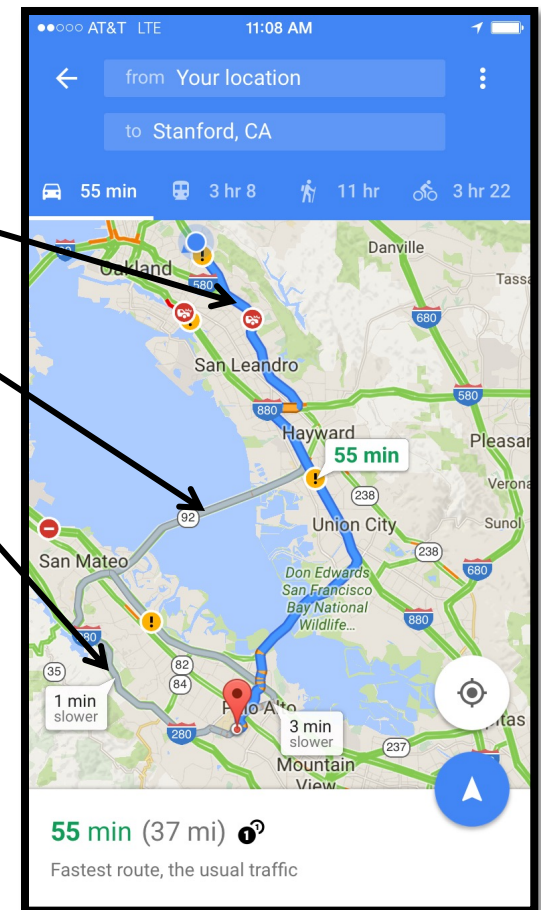 AT&T LTE 11:08 AM
from Your location
to Stanford, CA
55 min 3 hr 8 11 hr 3 hr 22
Danville
Oakland
580
Tassa
680
San Leandro
880
580
Hayward
Pleasan
55 min
238
Verona
92
Union City
Sunol
238
San Mateo
680
Don Edwards
San Francisco
Bay National
Wildlife...
880
280
35
82
84
1 min
slower
Palo Alto
3 min
slower
280
237
Mountain
View
55 min (37 mi)
Fastest route, the usual traffic